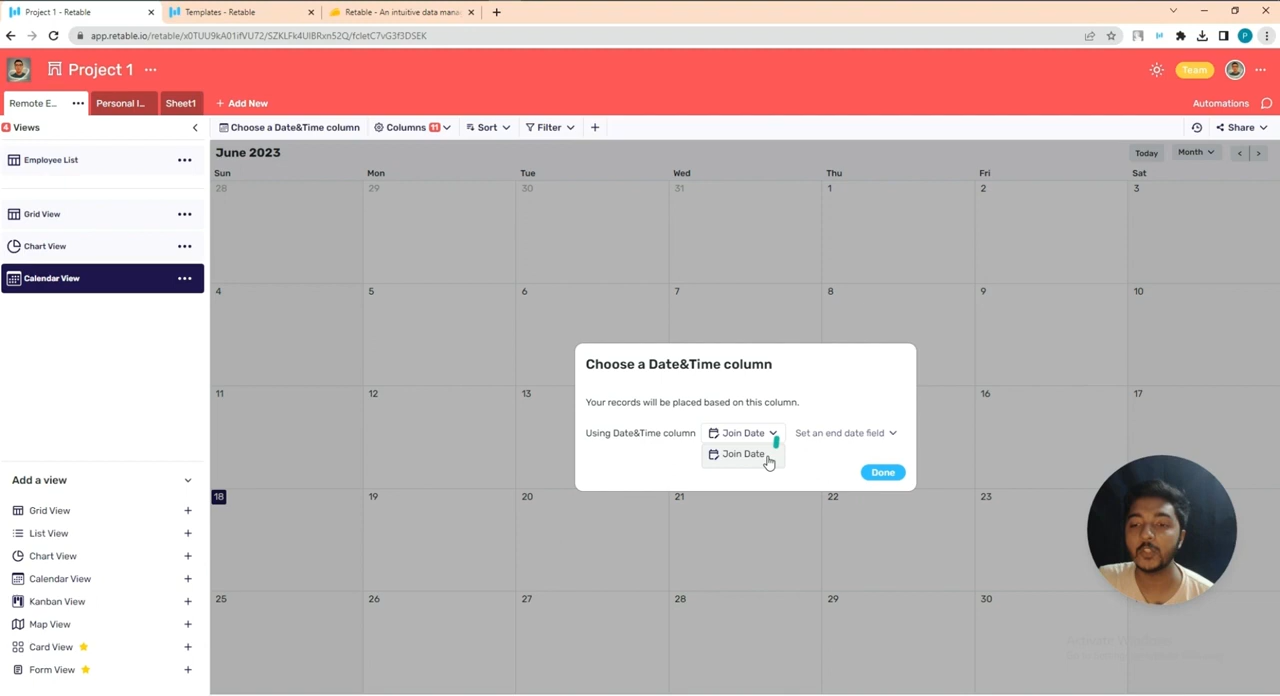 Project 1 - Retable
Templates - Retable
Retable - An intuitive data mana
app.retable.io/retable/x0TUU9kA01ifVU72/SZKLFk4UlBRxn52Q/fcletC7vG3f3DSEK
P
Project 1
Team
Remote E...
Personal I...
Sheet1
+ Add New
Automations
4 Views
Choose a Date&Time column
Columns 11
Sort
Filter
Share
Employee List
Grid View
Chart View
Calendar View
June 2023
Today
Month
Sun Mon Tue Wed Thu Fri Sat
28 29 30 31 1 2 3
4 5 6 7 8 9 10
11 12 13 16 17
18 19 20 21 22 23
25 26 27 28 29 30
Choose a Date&Time column
Your records will be placed based on this column.
Using Date&Time column Join Date Set an end date field
Join Date
Done
Add a view
Grid View
List View
Chart View
Calendar View
Kanban View
Map View
Card View
Form View